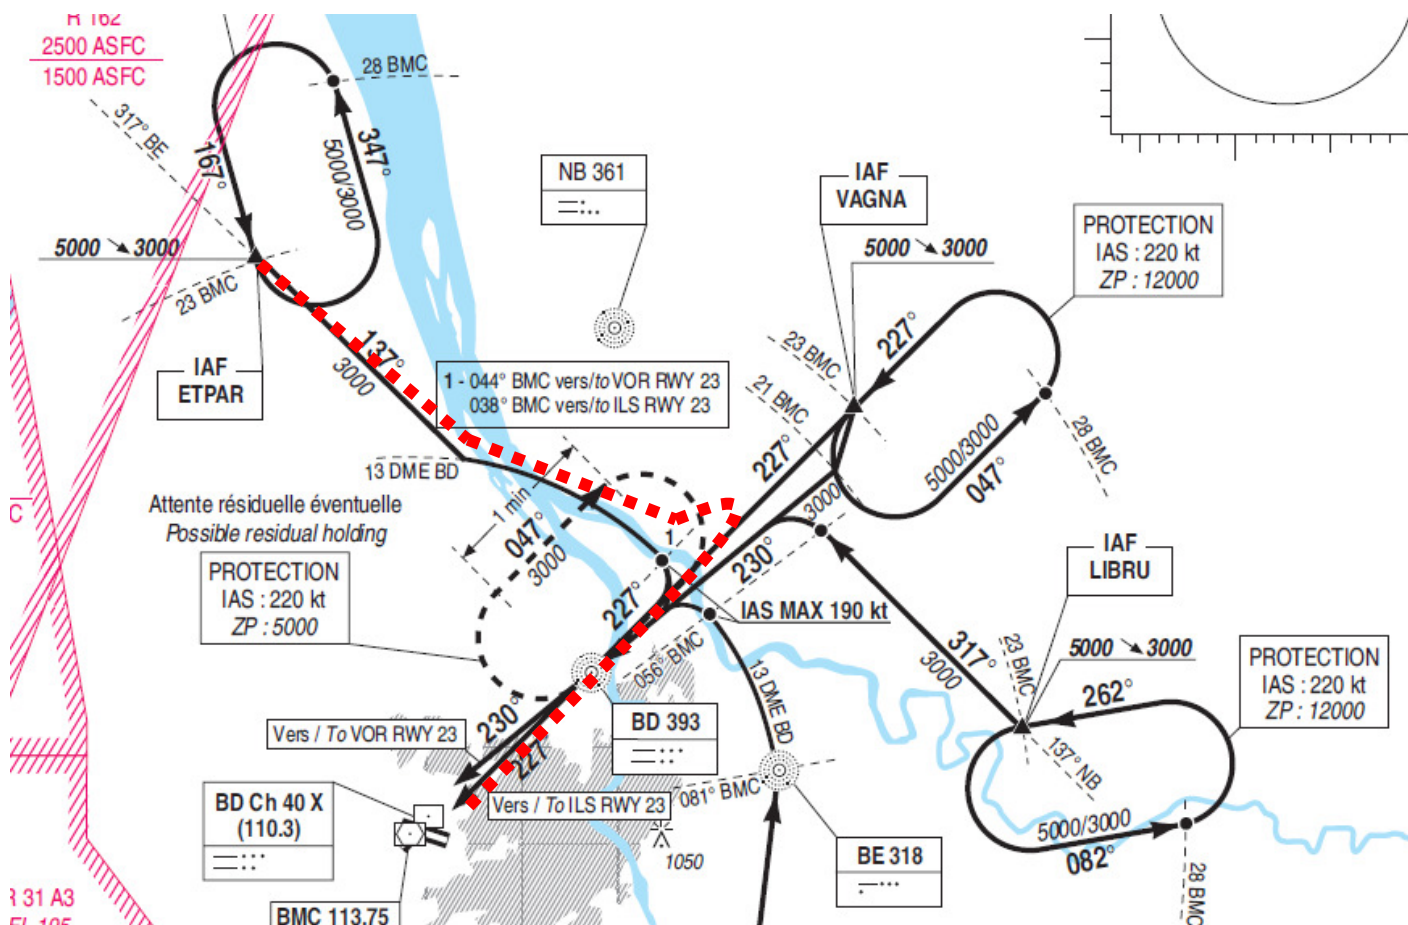 R 162
2500 ASFC
1500 ASFC
28 BMC
317° BE
167°
347°
5000/3000
NB 361
IAF
VAGNA
5000 ↘ 3000
PROTECTION
IAS : 220 kt
ZP : 12000
5000 ↘ 3000
23 BMC
IAF
ETPAR
137°
3000
1 - 044° BMC vers/to VOR RWY 23
038° BMC vers/to ILS RWY 23
23 BMC
21 BMC
227°
227°
5000/3000
047°
28 BMC
13 DME BD
Attente résiduelle éventuelle
Possible residual holding
1 min
047°
3000
1
3000
230°
IAF
LIBRU
PROTECTION
IAS : 220 kt
ZP : 5000
227°
IAS MAX 190 kt
056° BMC
13 DME BD
317°
3000
23 BMC
5000 ↘ 3000
262°
PROTECTION
IAS : 220 kt
ZP : 12000
137° NB
5000/3000
082°
28 BMC
230°
227°
Vers / To VOR RWY 23
BD 393
Vers / To ILS RWY 23
081° BMC
BD Ch 40 X
(110.3)
1050
BE 318
BMC 113.75
C
R 31 A3
FL 195